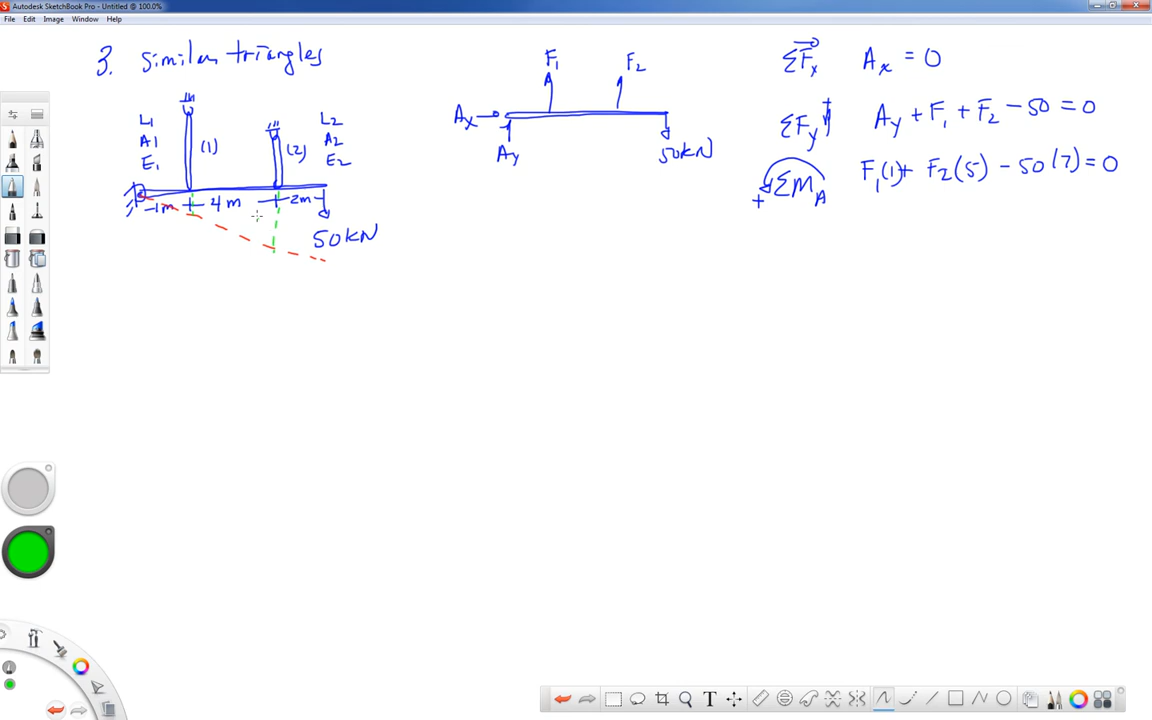 Autodesk SketchBook Pro - Untitled @ 100.0%
File Edit Image Window Help
3. Similar triangles
L1
A1
E1
(1)
(2)
L2
A2
E2
1m
4 m
2m
50kN
F1
F2
Ax
Ay
50kN
ΣFx Ax = 0
ΣFy Ay + F1 + F2 - 50 = 0
+ ΣMA F1(1) + F2(5) - 50(7) = 0
T